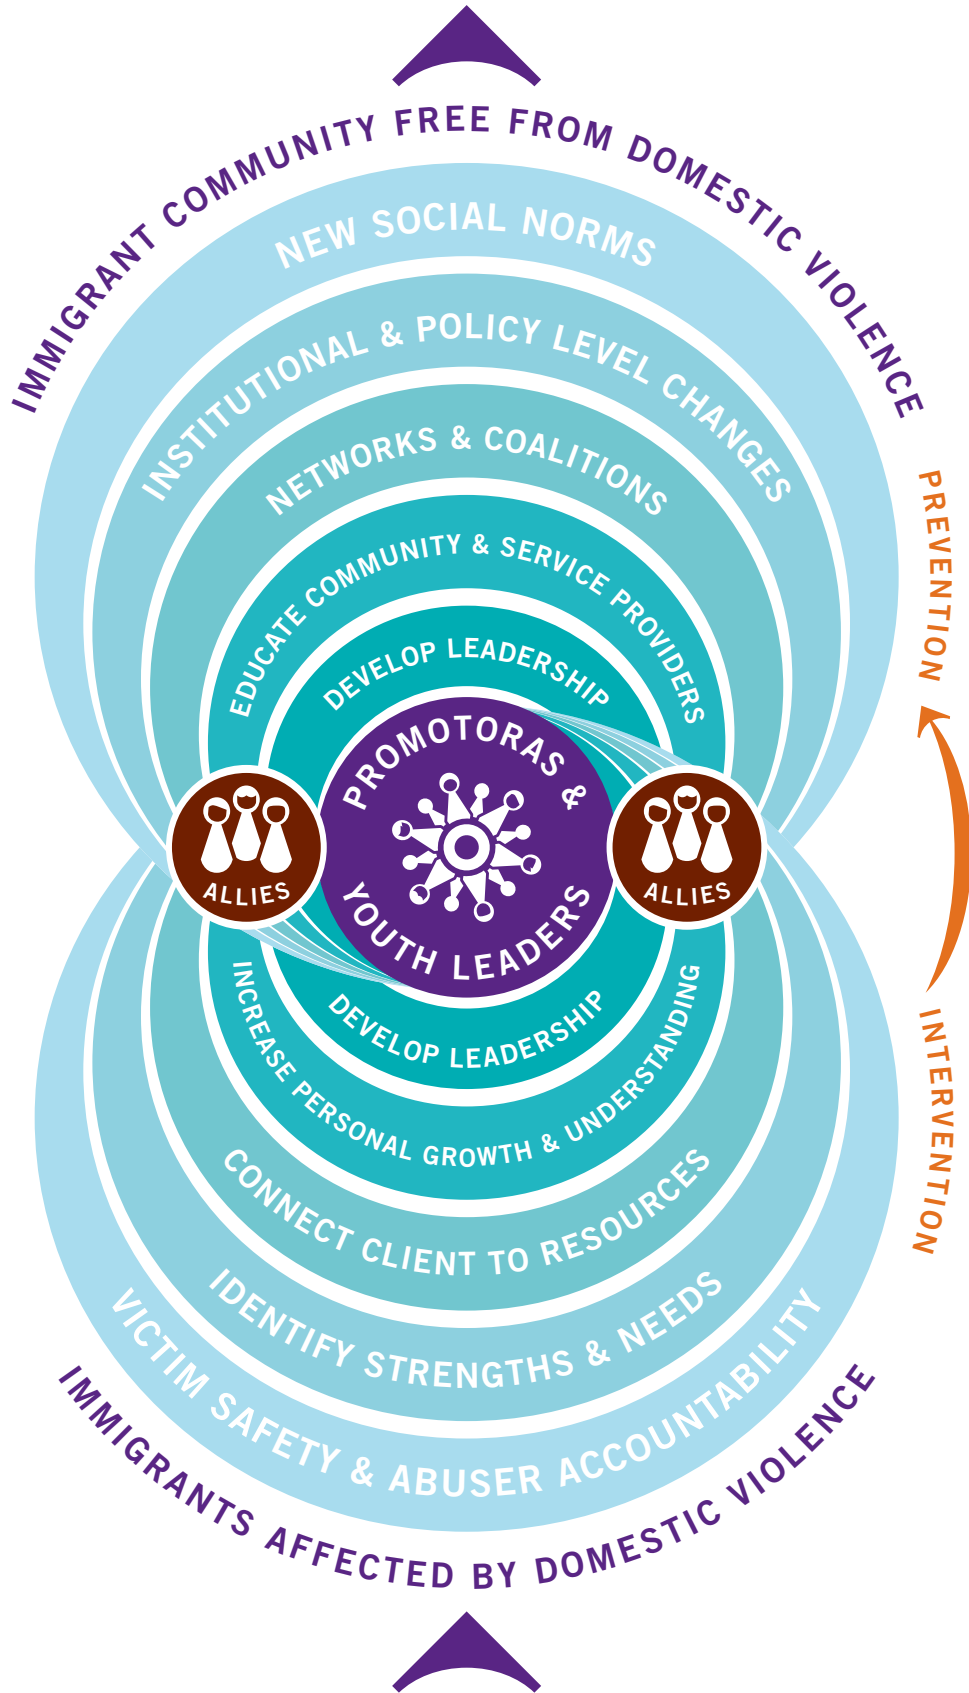 IMMIGRANT COMMUNITY FREE FROM DOMESTIC VIOLENCE
NEW SOCIAL NORMS
INSTITUTIONAL & POLICY LEVEL CHANGES
NETWORKS & COALITIONS
EDUCATE COMMUNITY & SERVICE PROVIDERS
DEVELOP LEADERSHIP
PROMOTORAS &
YOUTH LEADERS
ALLIES
ALLIES
DEVELOP LEADERSHIP
INCREASE PERSONAL GROWTH & UNDERSTANDING
CONNECT CLIENT TO RESOURCES
IDENTIFY STRENGTHS & NEEDS
VICTIM SAFETY & ABUSER ACCOUNTABILITY
IMMIGRANTS AFFECTED BY DOMESTIC VIOLENCE
PREVENTION
INTERVENTION